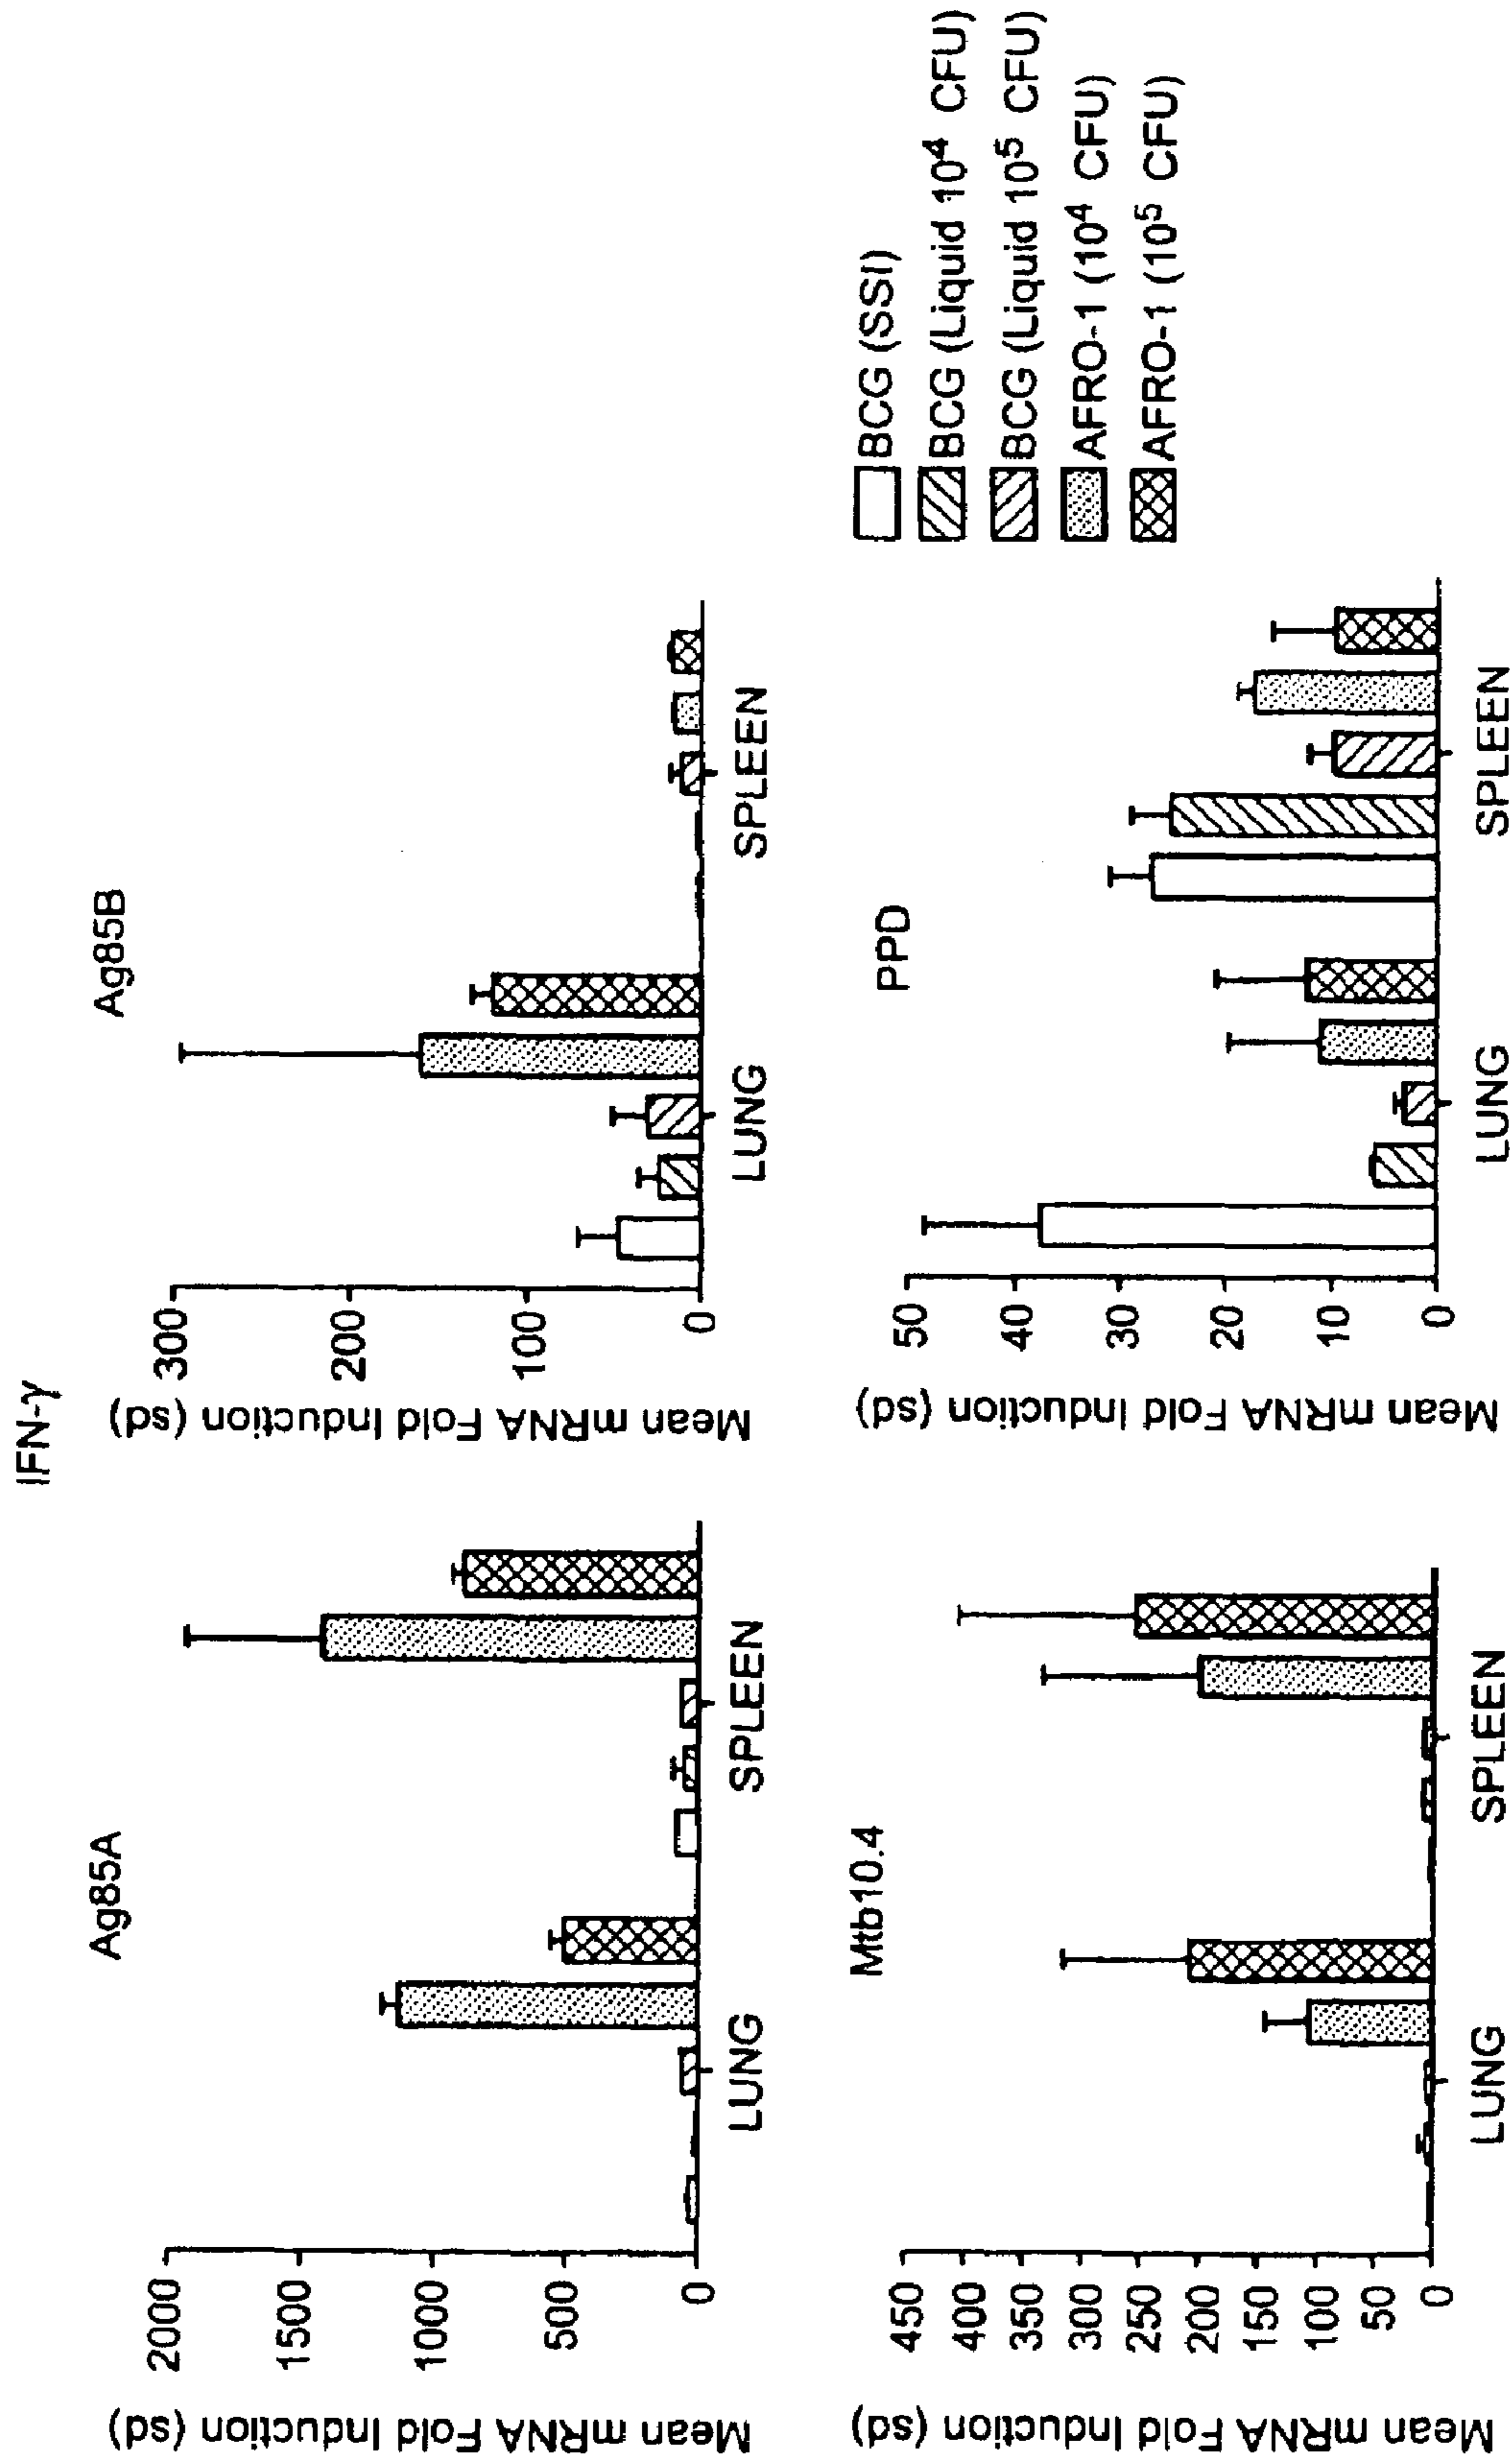 IFN-γ
Ag85A
Mean mRNA Fold Induction (sd)
2000
1500
1000
500
0
LUNG
SPLEEN
Ag85B
Mean mRNA Fold Induction (sd)
300
200
100
0
LUNG
SPLEEN
Mtb10.4
Mean mRNA Fold Induction (sd)
450
400
350
300
250
200
150
100
50
0
LUNG
SPLEEN
PPD
Mean mRNA Fold Induction (sd)
50
40
30
20
10
0
LUNG
SPLEEN
BCG (SSI)
BCG (Liquid 10⁴ CFU)
BCG (Liquid 10⁵ CFU)
AFRO-1 (10⁴ CFU)
AFRO-1 (10⁵ CFU)